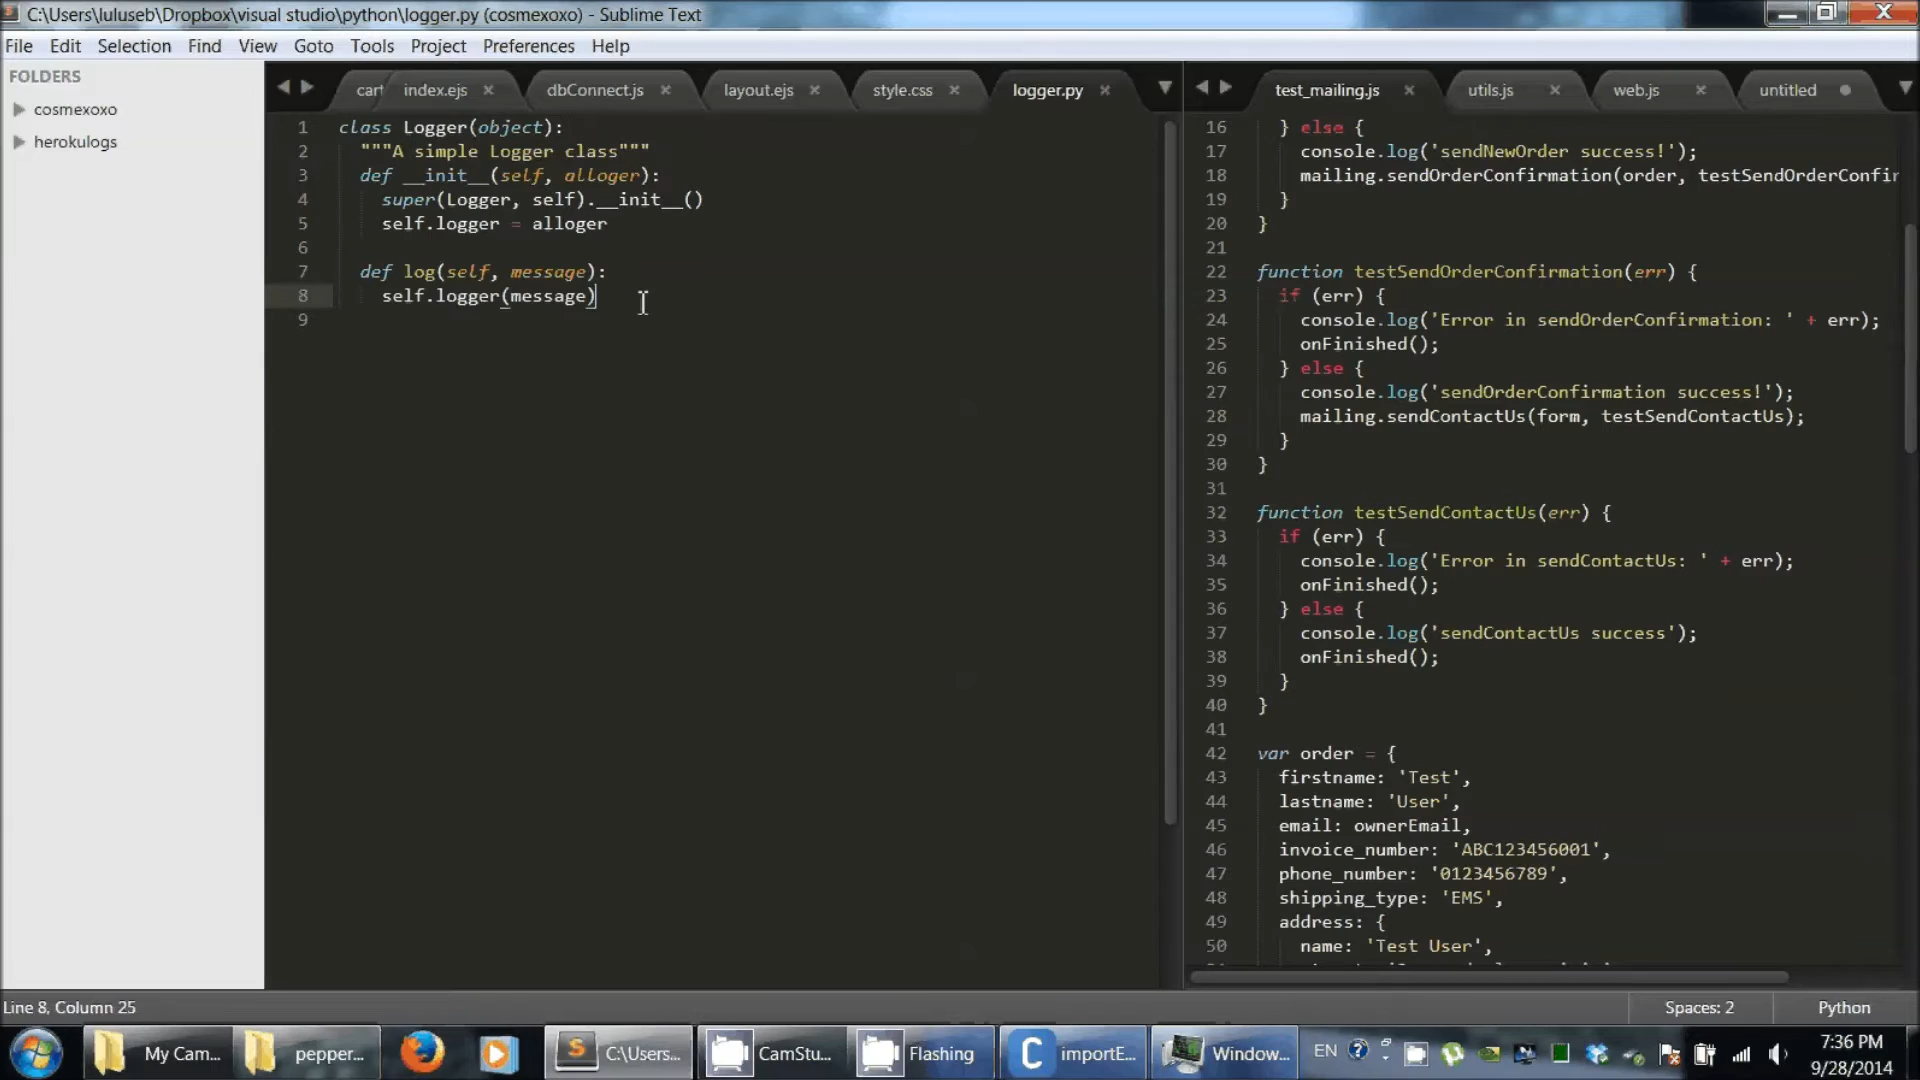 C:\Users\luluseb\Dropbox\visual studio\python\logger.py (cosmexoxo) - Sublime Text
File Edit Selection Find View Goto Tools Project Preferences Help
FOLDERS
cosmexoxo
herokulogs
cart index.ejs dbConnect.js layout.ejs style.css logger.py
1 class Logger(object):
2 """A simple Logger class"""
3 def __init__(self, alloger):
4 super(Logger, self).__init__()
5 self.logger = alloger
6
7 def log(self, message):
8 self.logger(message)
9
test_mailing.js utils.js web.js untitled
16 } else {
17 console.log('sendNewOrder success!');
18 mailing.sendOrderConfirmation(order, testSendOrderConfir
19 }
20 }
21
22 function testSendOrderConfirmation(err) {
23 if (err) {
24 console.log('Error in sendOrderConfirmation: ' + err);
25 onFinished();
26 } else {
27 console.log('sendOrderConfirmation success!');
28 mailing.sendContactUs(form, testSendContactUs);
29 }
30 }
31
32 function testSendContactUs(err) {
33 if (err) {
34 console.log('Error in sendContactUs: ' + err);
35 onFinished();
36 } else {
37 console.log('sendContactUs success');
38 onFinished();
39 }
40 }
41
42 var order = {
43 firstname: 'Test',
44 lastname: 'User',
45 email: ownerEmail,
46 invoice_number: 'ABC123456001',
47 phone_number: '0123456789',
48 shipping_type: 'EMS',
49 address: {
50 name: 'Test User',
Line 8, Column 25 Spaces: 2 Python
My Cam... pepper... C:\Users... CamStu... Flashing importE... Window... EN 7:36 PM
9/28/2014